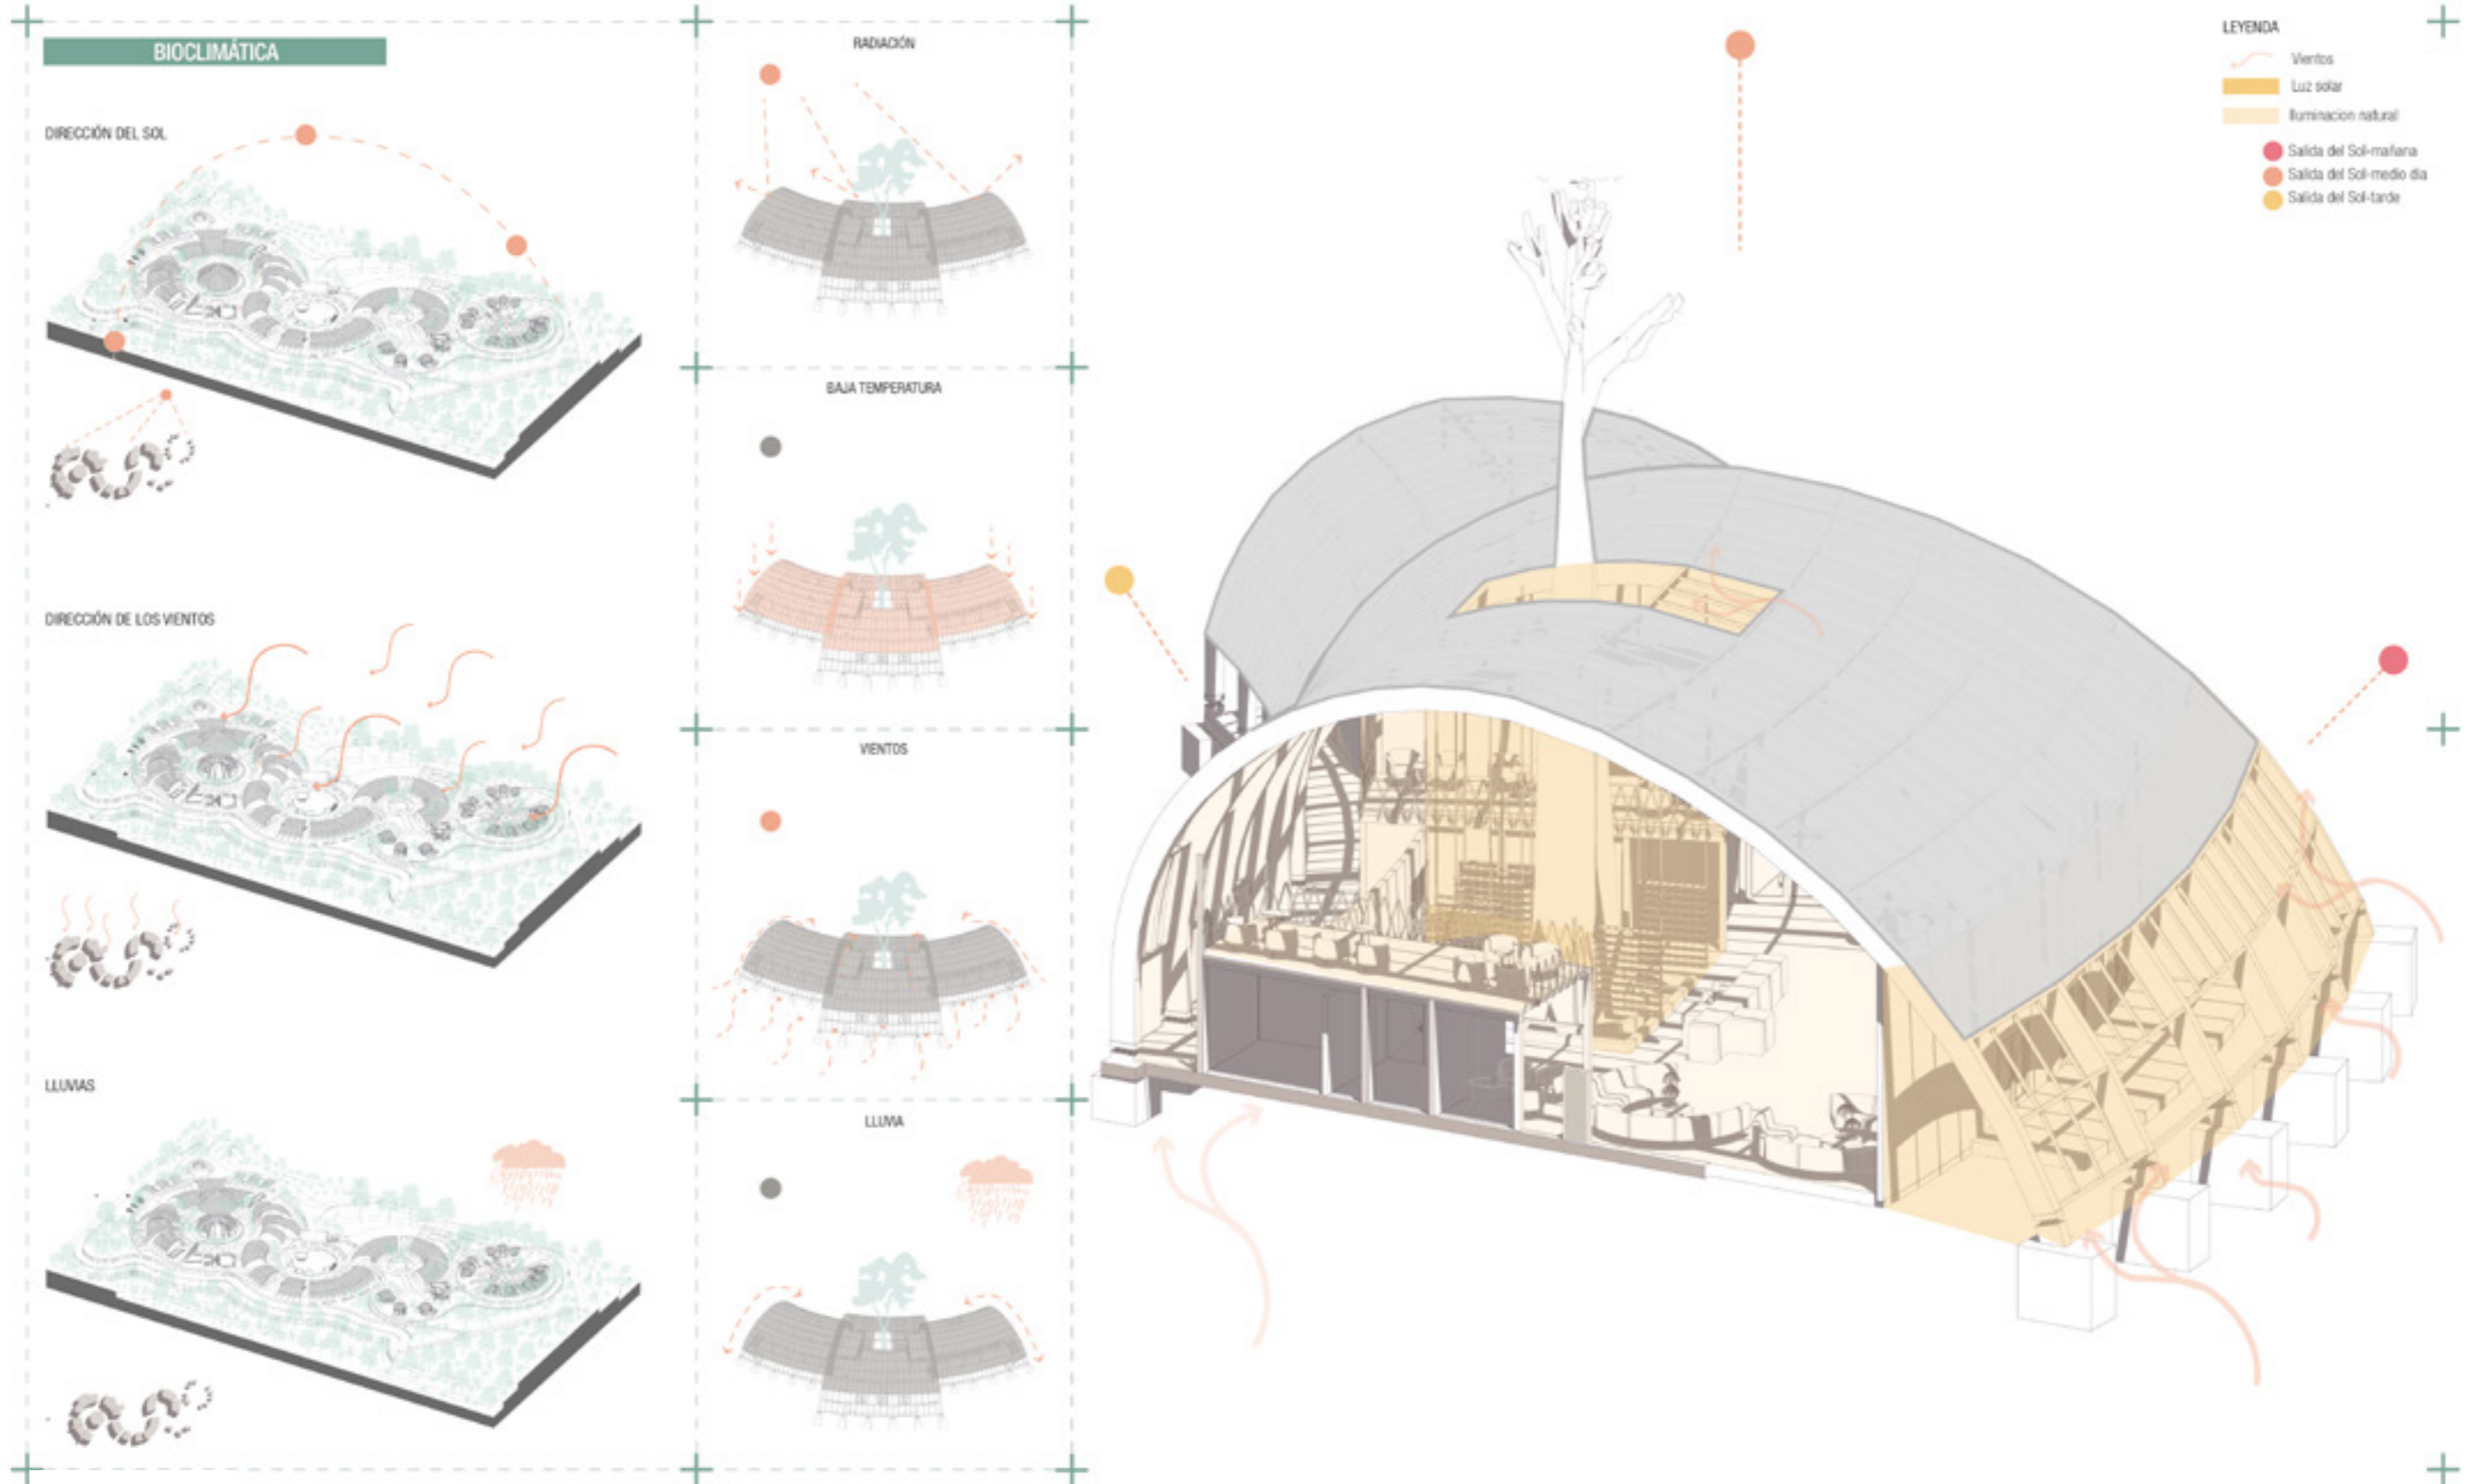 BIOCLIMÁTICA
DIRECCIÓN DEL SOL
DIRECCIÓN DE LOS VIENTOS
LLUVIAS
RADIACIÓN
BAJA TEMPERATURA
VIENTOS
LLUVIA
LEYENDA
Vientos
Luz solar
Iluminacion natural
Salida del Sol-mañana
Salida del Sol-medio dia
Salida del Sol-tarde